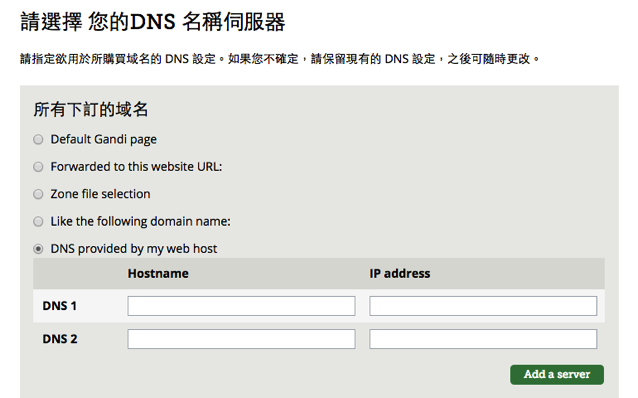 請選擇 您的DNS 名稱伺服器
請指定欲用於所購買域名的 DNS 設定。如果您不確定，請保留現有的 DNS 設定，之後可隨時更改。
所有下訂的域名
Default Gandi page
Forwarded to this website URL:
Zone file selection
Like the following domain name:
DNS provided by my web host
Hostname IP address
DNS 1
DNS 2
Add a server